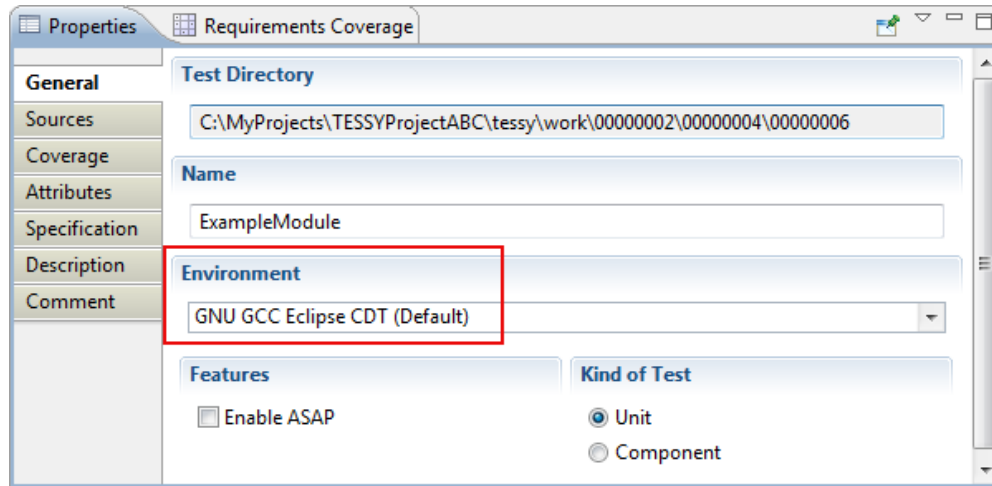 Properties
Requirements Coverage
General
Sources
Coverage
Attributes
Specification
Description
Comment
Test Directory
C:\MyProjects\TESSYProjectABC\tessy\work\00000002\00000004\00000006
Name
ExampleModule
Environment
GNU GCC Eclipse CDT (Default)
Features
Enable ASAP
Kind of Test
Unit
Component